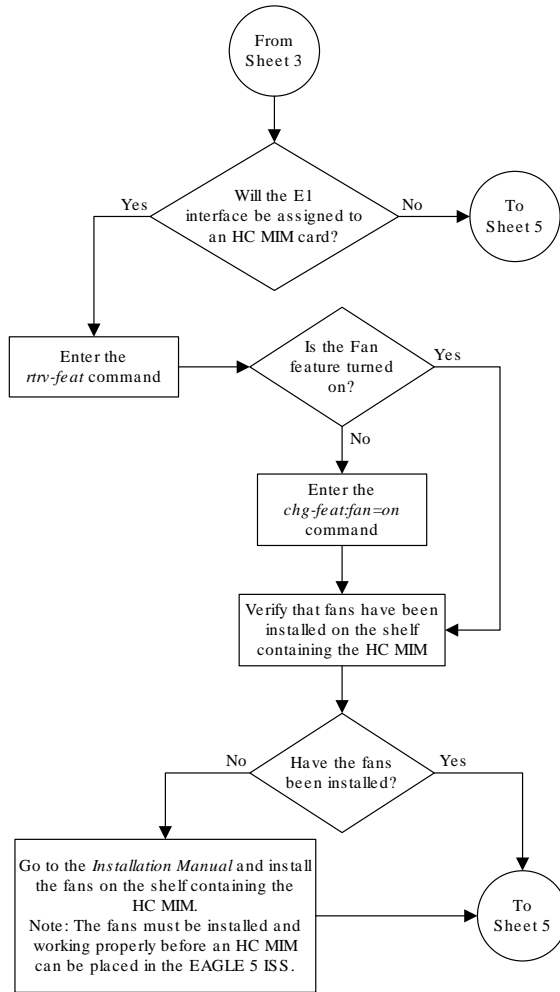 From
Sheet 3
Will the E1
interface be assigned to
an HC MIM card?
Yes
No
To
Sheet 5
Enter the
rtrv-feat command
Is the Fan
feature turned
on?
Yes
No
Enter the
chg-feat:fan=on
command
Verify that fans have been
installed on the shelf
containing the HC MIM
Have the fans
been installed?
No
Yes
Go to the Installation Manual and install
the fans on the shelf containing the
HC MIM.
Note: The fans must be installed and
working properly before an HC MIM
can be placed in the EAGLE 5 ISS.
To
Sheet 5